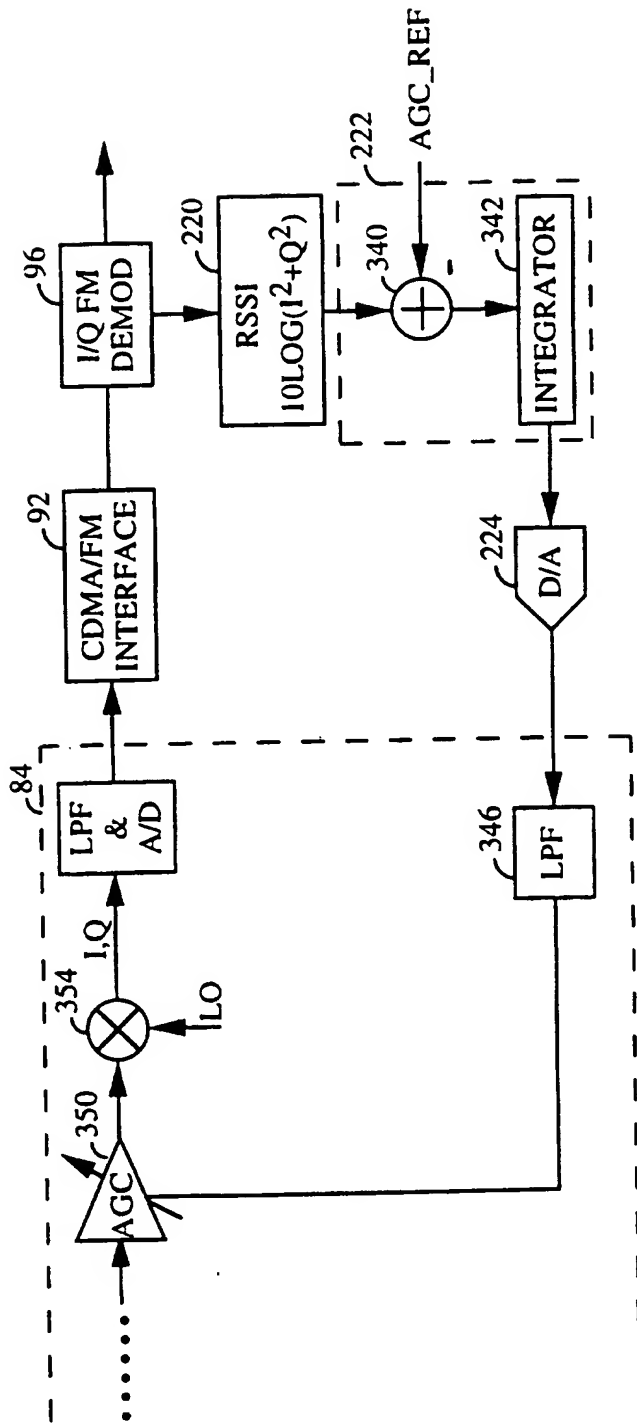 350
AGC
354
I,Q
LO
84
LPF
&
A/D
92
CDMA/FM
INTERFACE
96
I/Q FM
DEMOD
220
RSSI
10LOG(I²+Q²)
222
340
+
AGC_REF
-
342
INTEGRATOR
224
D/A
346
LPF